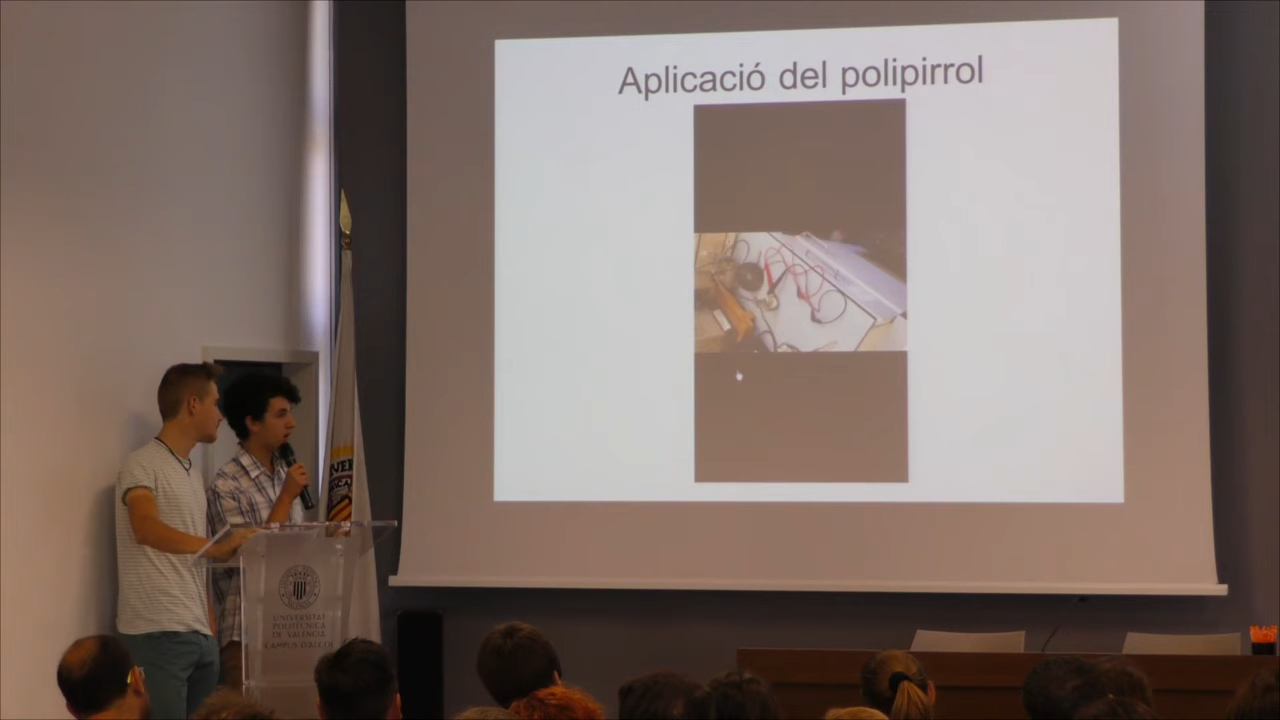 Aplicació del polipirrol
UNIVERSITAT
POLITÈCNICA
DE VALÈNCIA
CAMPUS D'ALCOI